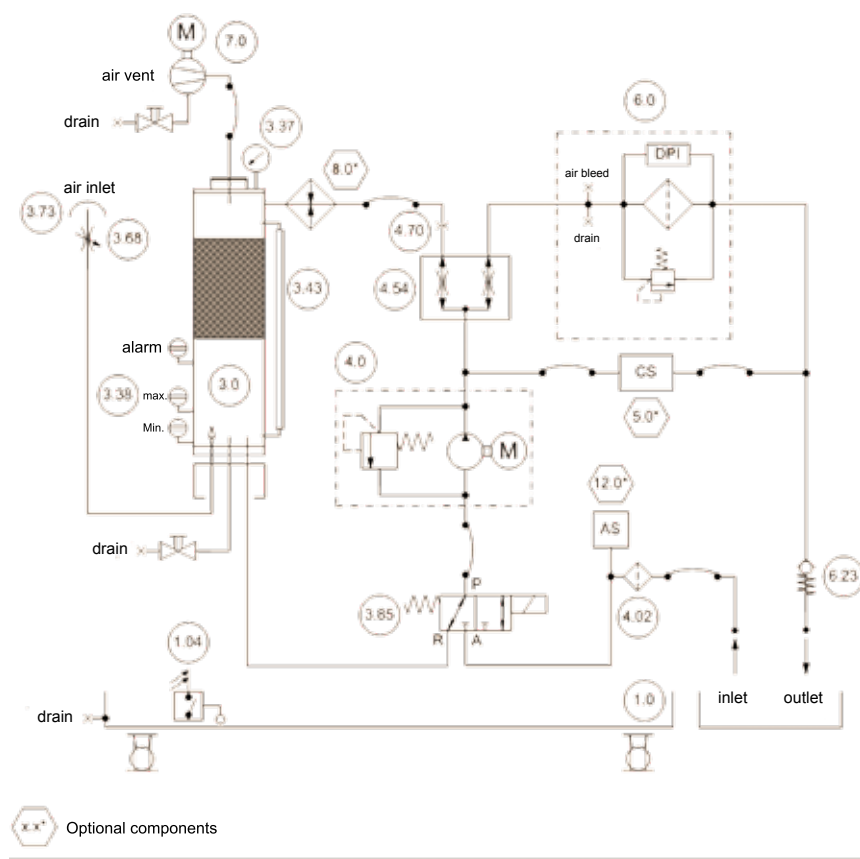 M
7.0
air vent
6.0
drain
3.37
DPI
8.0*
air bleed
air inlet
3.73
3.68
4.70
drain
3.43
4.54
alarm
4.0
3.0
3.38
max.
CS
Min.
5.0*
M
12.0*
AS
drain
P
6.23
3.85
4.02
R
A
1.04
1.0
inlet
outlet
drain
x.x* Optional components